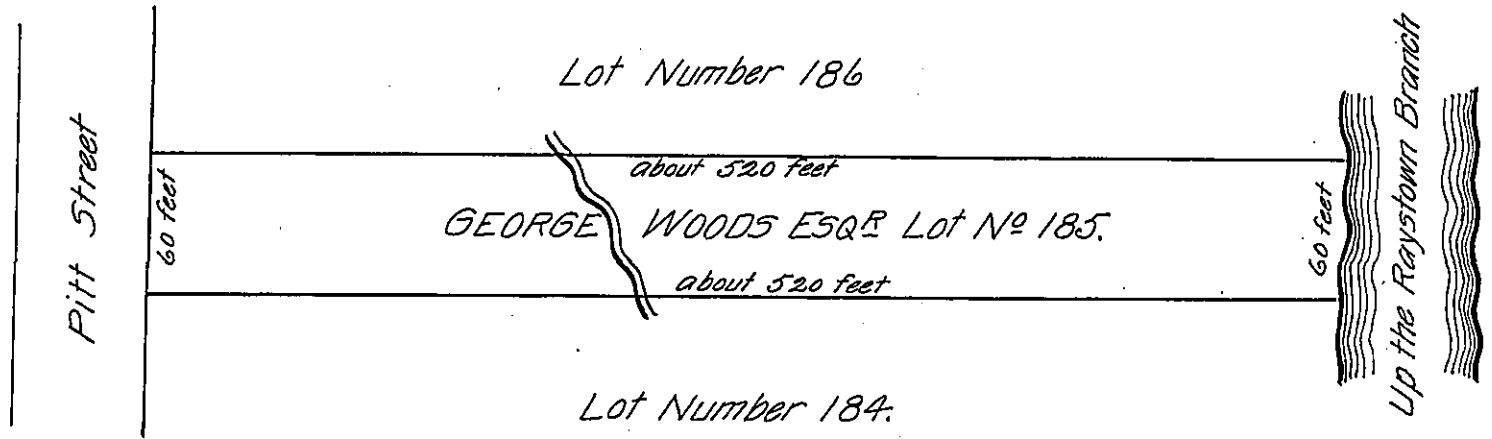 Lot Number 186
Pitt Street
60 feet
about 520 feet
GEORGE WOODS ESQR Lot No 185.
about 520 feet
60 feet
Up the Raystown Branch
Lot Number 184.